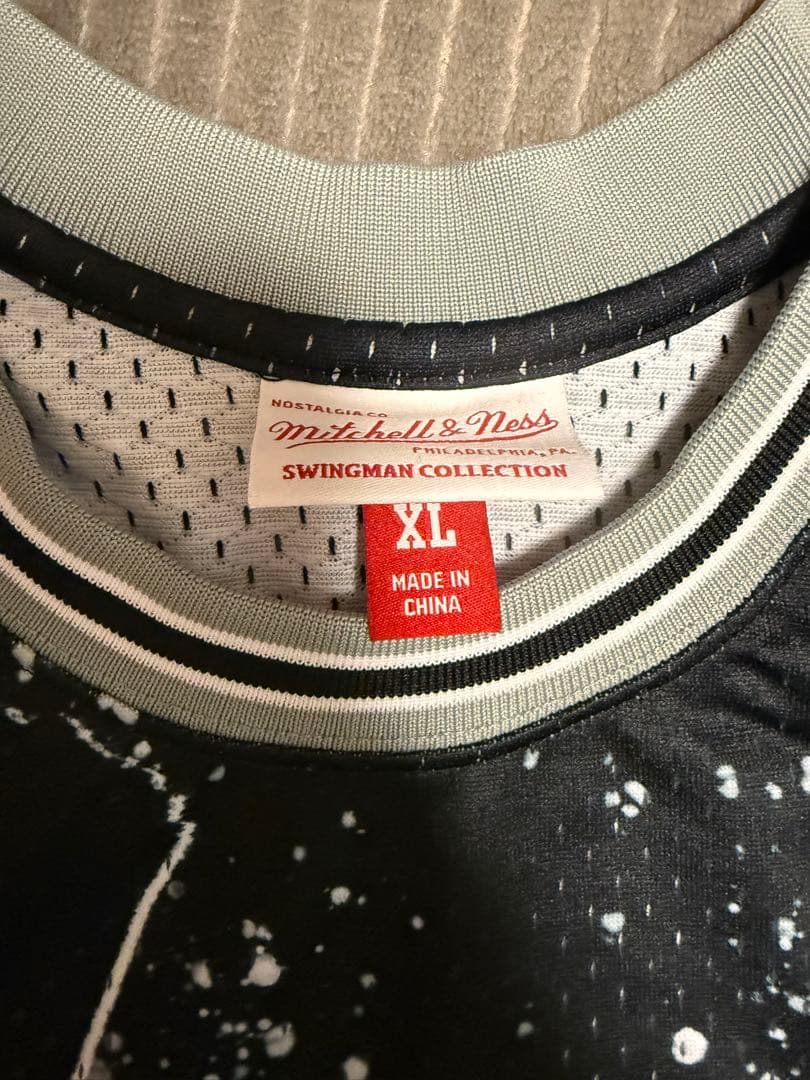 NOSTALGIA CO.
Mitchell & Ness
PHILADELPHIA, PA.
SWINGMAN COLLECTION
XL
MADE IN
CHINA